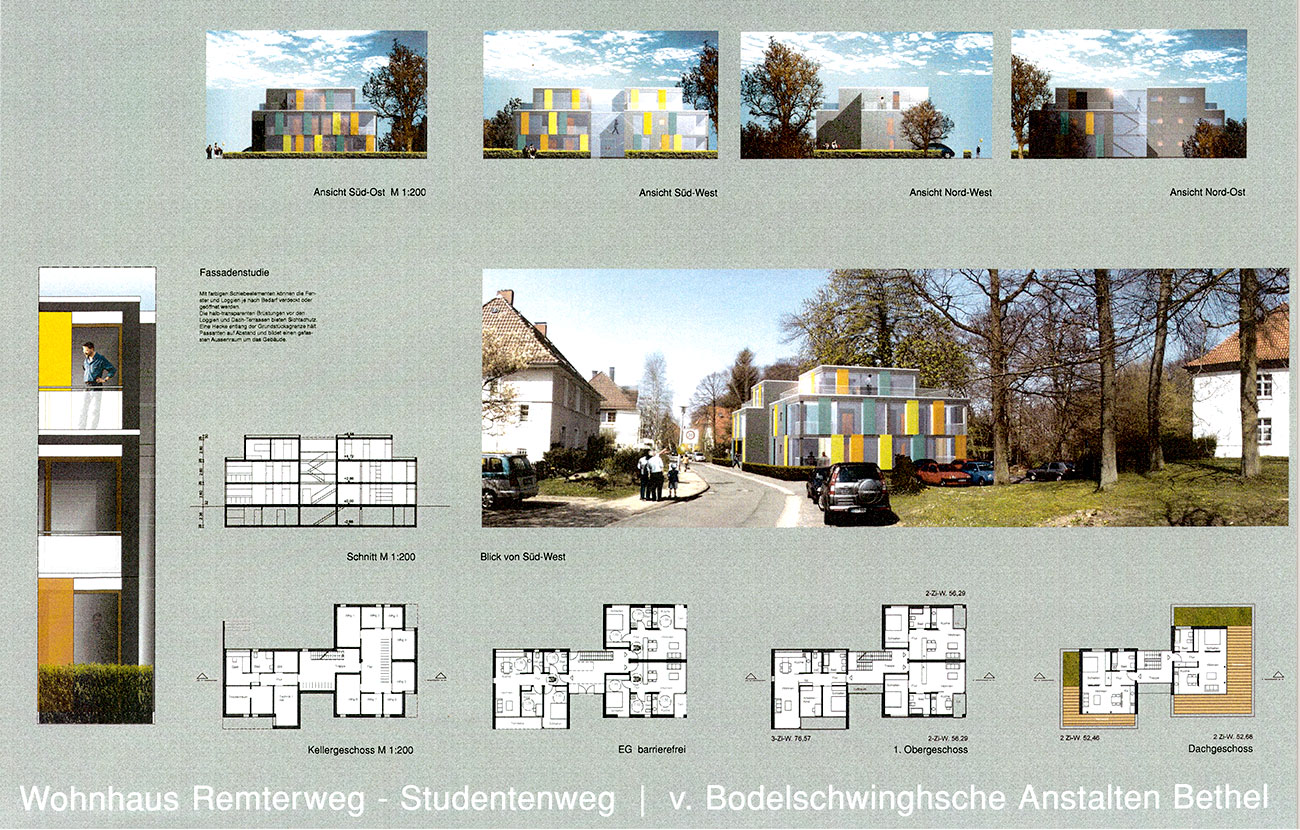 Ansicht Süd-Ost M 1:200
Ansicht Süd-West
Ansicht Nord-West
Ansicht Nord-Ost
Fassadenstudie
Mit farbigen Schiebeelementen können die Fen-
ster und Loggien je nach Bedarf verdeckt oder
geöffnet werden.
Die halb-transparenten Brüstungen vor den
Loggien und Dach-Terrassen bieten Sichtschutz.
Eine Hecke entlang der Grundstücksgrenze hält
Passanten auf Abstand und bildet einen gefas-
sten Aussenraum um das Gebäude.
Schnitt M 1:200
Blick von Süd-West
2-Zi-W. 56,29
Kellergeschoss M 1:200
EG barrierefrei
3-Zi-W. 76,57
2-Zi-W. 56,29
1. Obergeschoss
2 Zi-W. 52,46
2 Zi-W. 52,68
Dachgeschoss
Wohnhaus Remterweg - Studentenweg | v. Bodelschwinghsche Anstalten Bethel